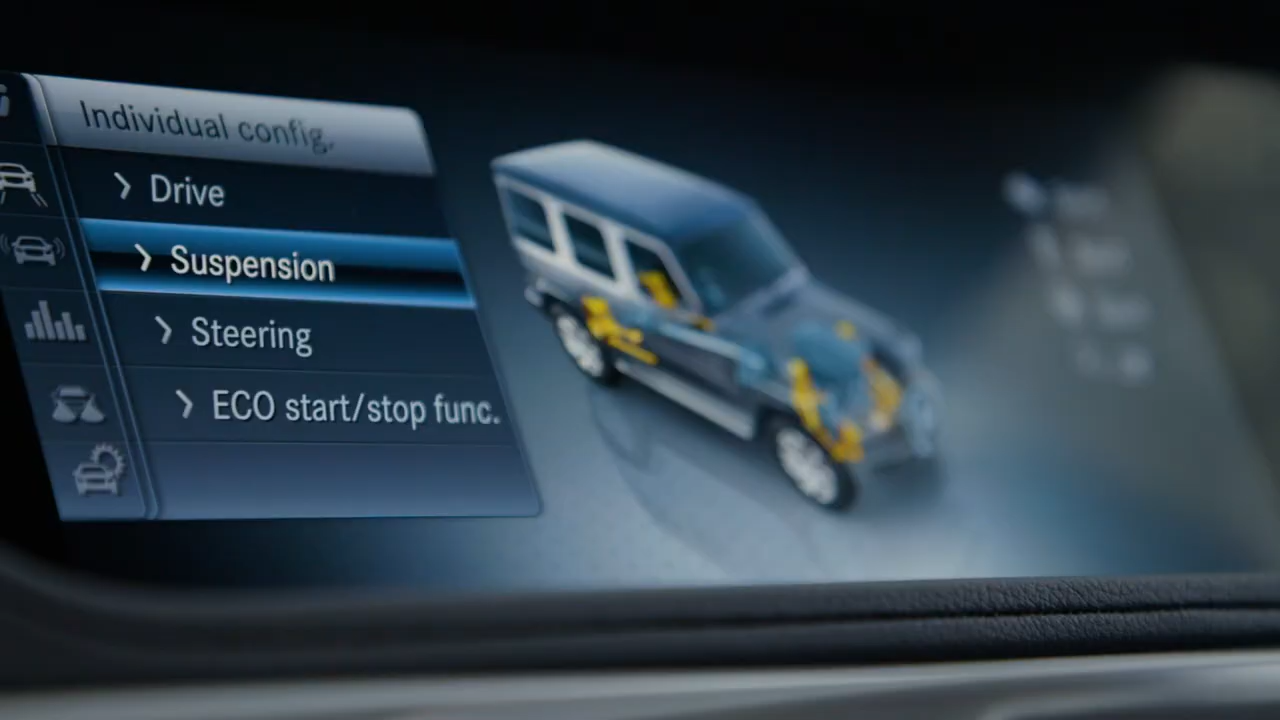 Individual config.
Drive
Suspension
Steering
ECO start/stop func.